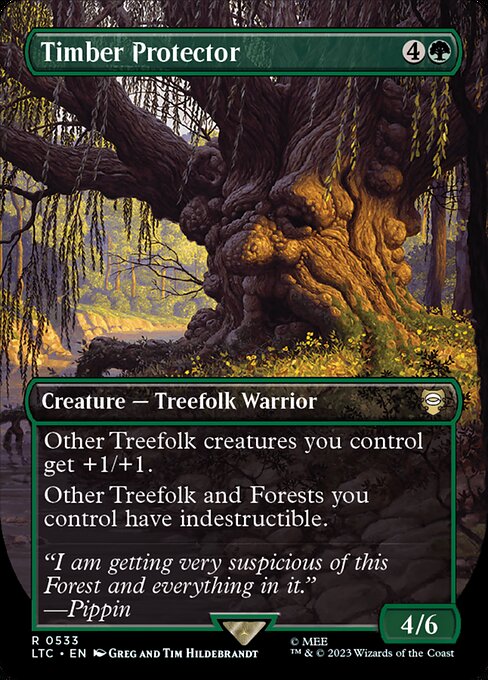 Timber Protector 4
Creature — Treefolk Warrior
Other Treefolk creatures you control
get +1/+1.
Other Treefolk and Forests you
control have indestructible.
“I am getting very suspicious of this
Forest and everything in it.”
—Pippin
4/6
R 0533
LTC • EN Greg and Tim Hildebrandt
© MEE
™ & © 2023 Wizards of the Coast